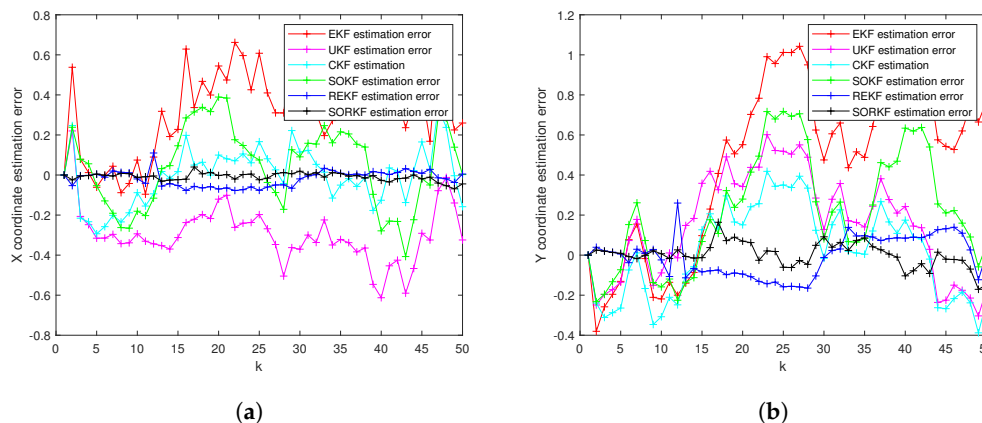 0.8
0.6
0.4
0.2
0
-0.2
-0.4
-0.6
-0.8
X coordinate estimation error
0 5 10 15 20 25 30 35 40 45 50
k
EKF estimation error
UKF estimation error
CKF estimation
SOKF estimation error
REKF estimation error
SORKF estimation error
(a)
1.2
1
0.8
0.6
0.4
0.2
0
-0.2
-0.4
Y coordinate estimation error
0 5 10 15 20 25 30 35 40 45 50
k
EKF estimation error
UKF estimation error
CKF estimation
SOKF estimation error
REKF estimation error
SORKF estimation error
(b)